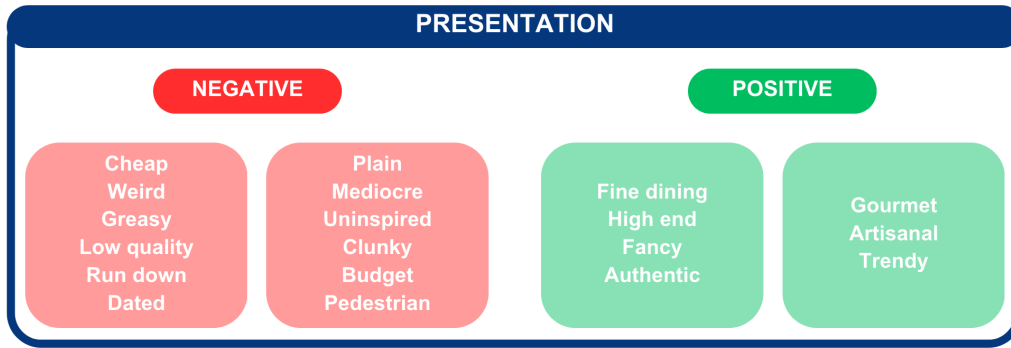 PRESENTATION
NEGATIVE
Cheap
Weird
Greasy
Low quality
Run down
Dated
Plain
Mediocre
Uninspired
Clunky
Budget
Pedestrian
POSITIVE
Fine dining
High end
Fancy
Authentic
Gourmet
Artisanal
Trendy